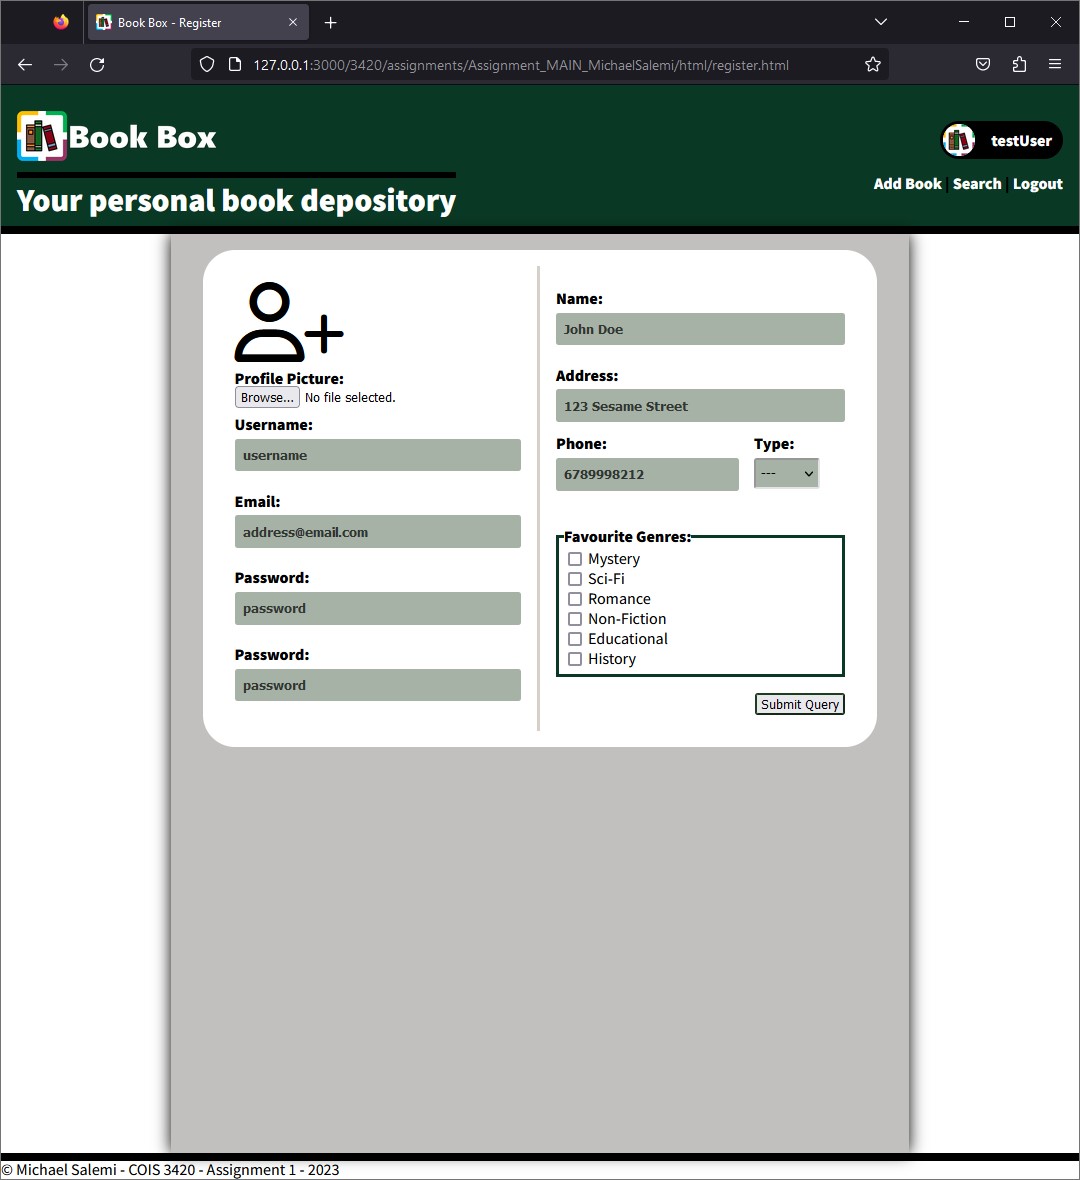 Book Box - Register
127.0.0.1:3000/3420/assignments/Assignment_MAIN_MichaelSalemi/html/register.html
Book Box
Your personal book depository
testUser
Add Book | Search | Logout
Profile Picture:
Browse... No file selected.
Username:
username
Email:
address@email.com
Password:
password
Password:
password
Name:
John Doe
Address:
123 Sesame Street
Phone: Type:
6789998212 ---
Favourite Genres:
Mystery
Sci-Fi
Romance
Non-Fiction
Educational
History
Submit Query
© Michael Salemi - COIS 3420 - Assignment 1 - 2023